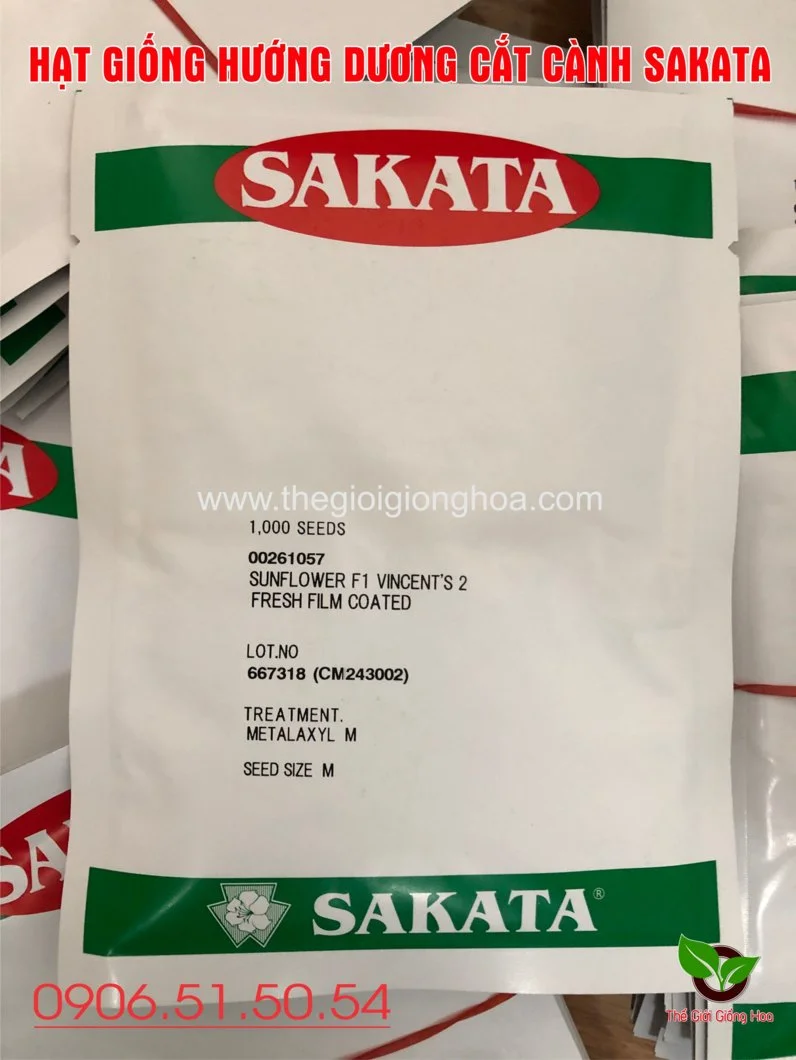 HẠT GIỐNG HƯỚNG DƯƠNG CẮT CÀNH SAKATA
SAKATA
www.thegioigionghoa.com
1,000 SEEDS
00261057
SUNFLOWER F1 VINCENT'S 2
FRESH FILM COATED
LOT.NO
667318 (CM243002)
TREATMENT.
METALAXYL M
SEED SIZE M
SAKATA®
0906.51.50.54
Thế Giới Giống Hoa